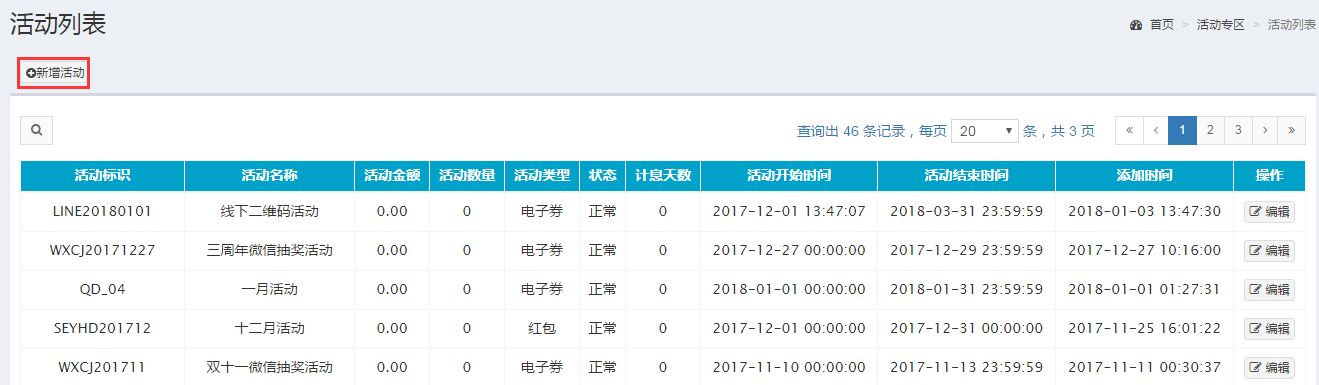 活动列表
首页 > 活动专区 > 活动列表
新增活动
查询出 46 条记录，每页 20 条，共 3 页 « ‹ 1 2 3 › »
活动标识 活动名称 活动金额 活动数量 活动类型 状态 计息天数 活动开始时间 活动结束时间 添加时间 操作
LINE20180101 线下二维码活动 0.00 0 电子券 正常 0 2017-12-01 13:47:07 2018-03-31 23:59:59 2018-01-03 13:47:30 编辑
WXCJ20171227 三周年微信抽奖活动 0.00 0 电子券 正常 0 2017-12-27 00:00:00 2017-12-29 23:59:59 2017-12-27 10:16:00 编辑
QD_04 一月活动 0.00 0 电子券 正常 0 2018-01-01 00:00:00 2018-01-31 23:59:59 2018-01-01 01:27:31 编辑
SEYHD201712 十二月活动 0.00 0 红包 正常 0 2017-12-01 00:00:00 2017-12-31 00:00:00 2017-11-25 16:01:22 编辑
WXCJ201711 双十一微信抽奖活动 0.00 0 电子券 正常 0 2017-11-10 00:00:00 2017-11-13 23:59:59 2017-11-11 00:30:37 编辑